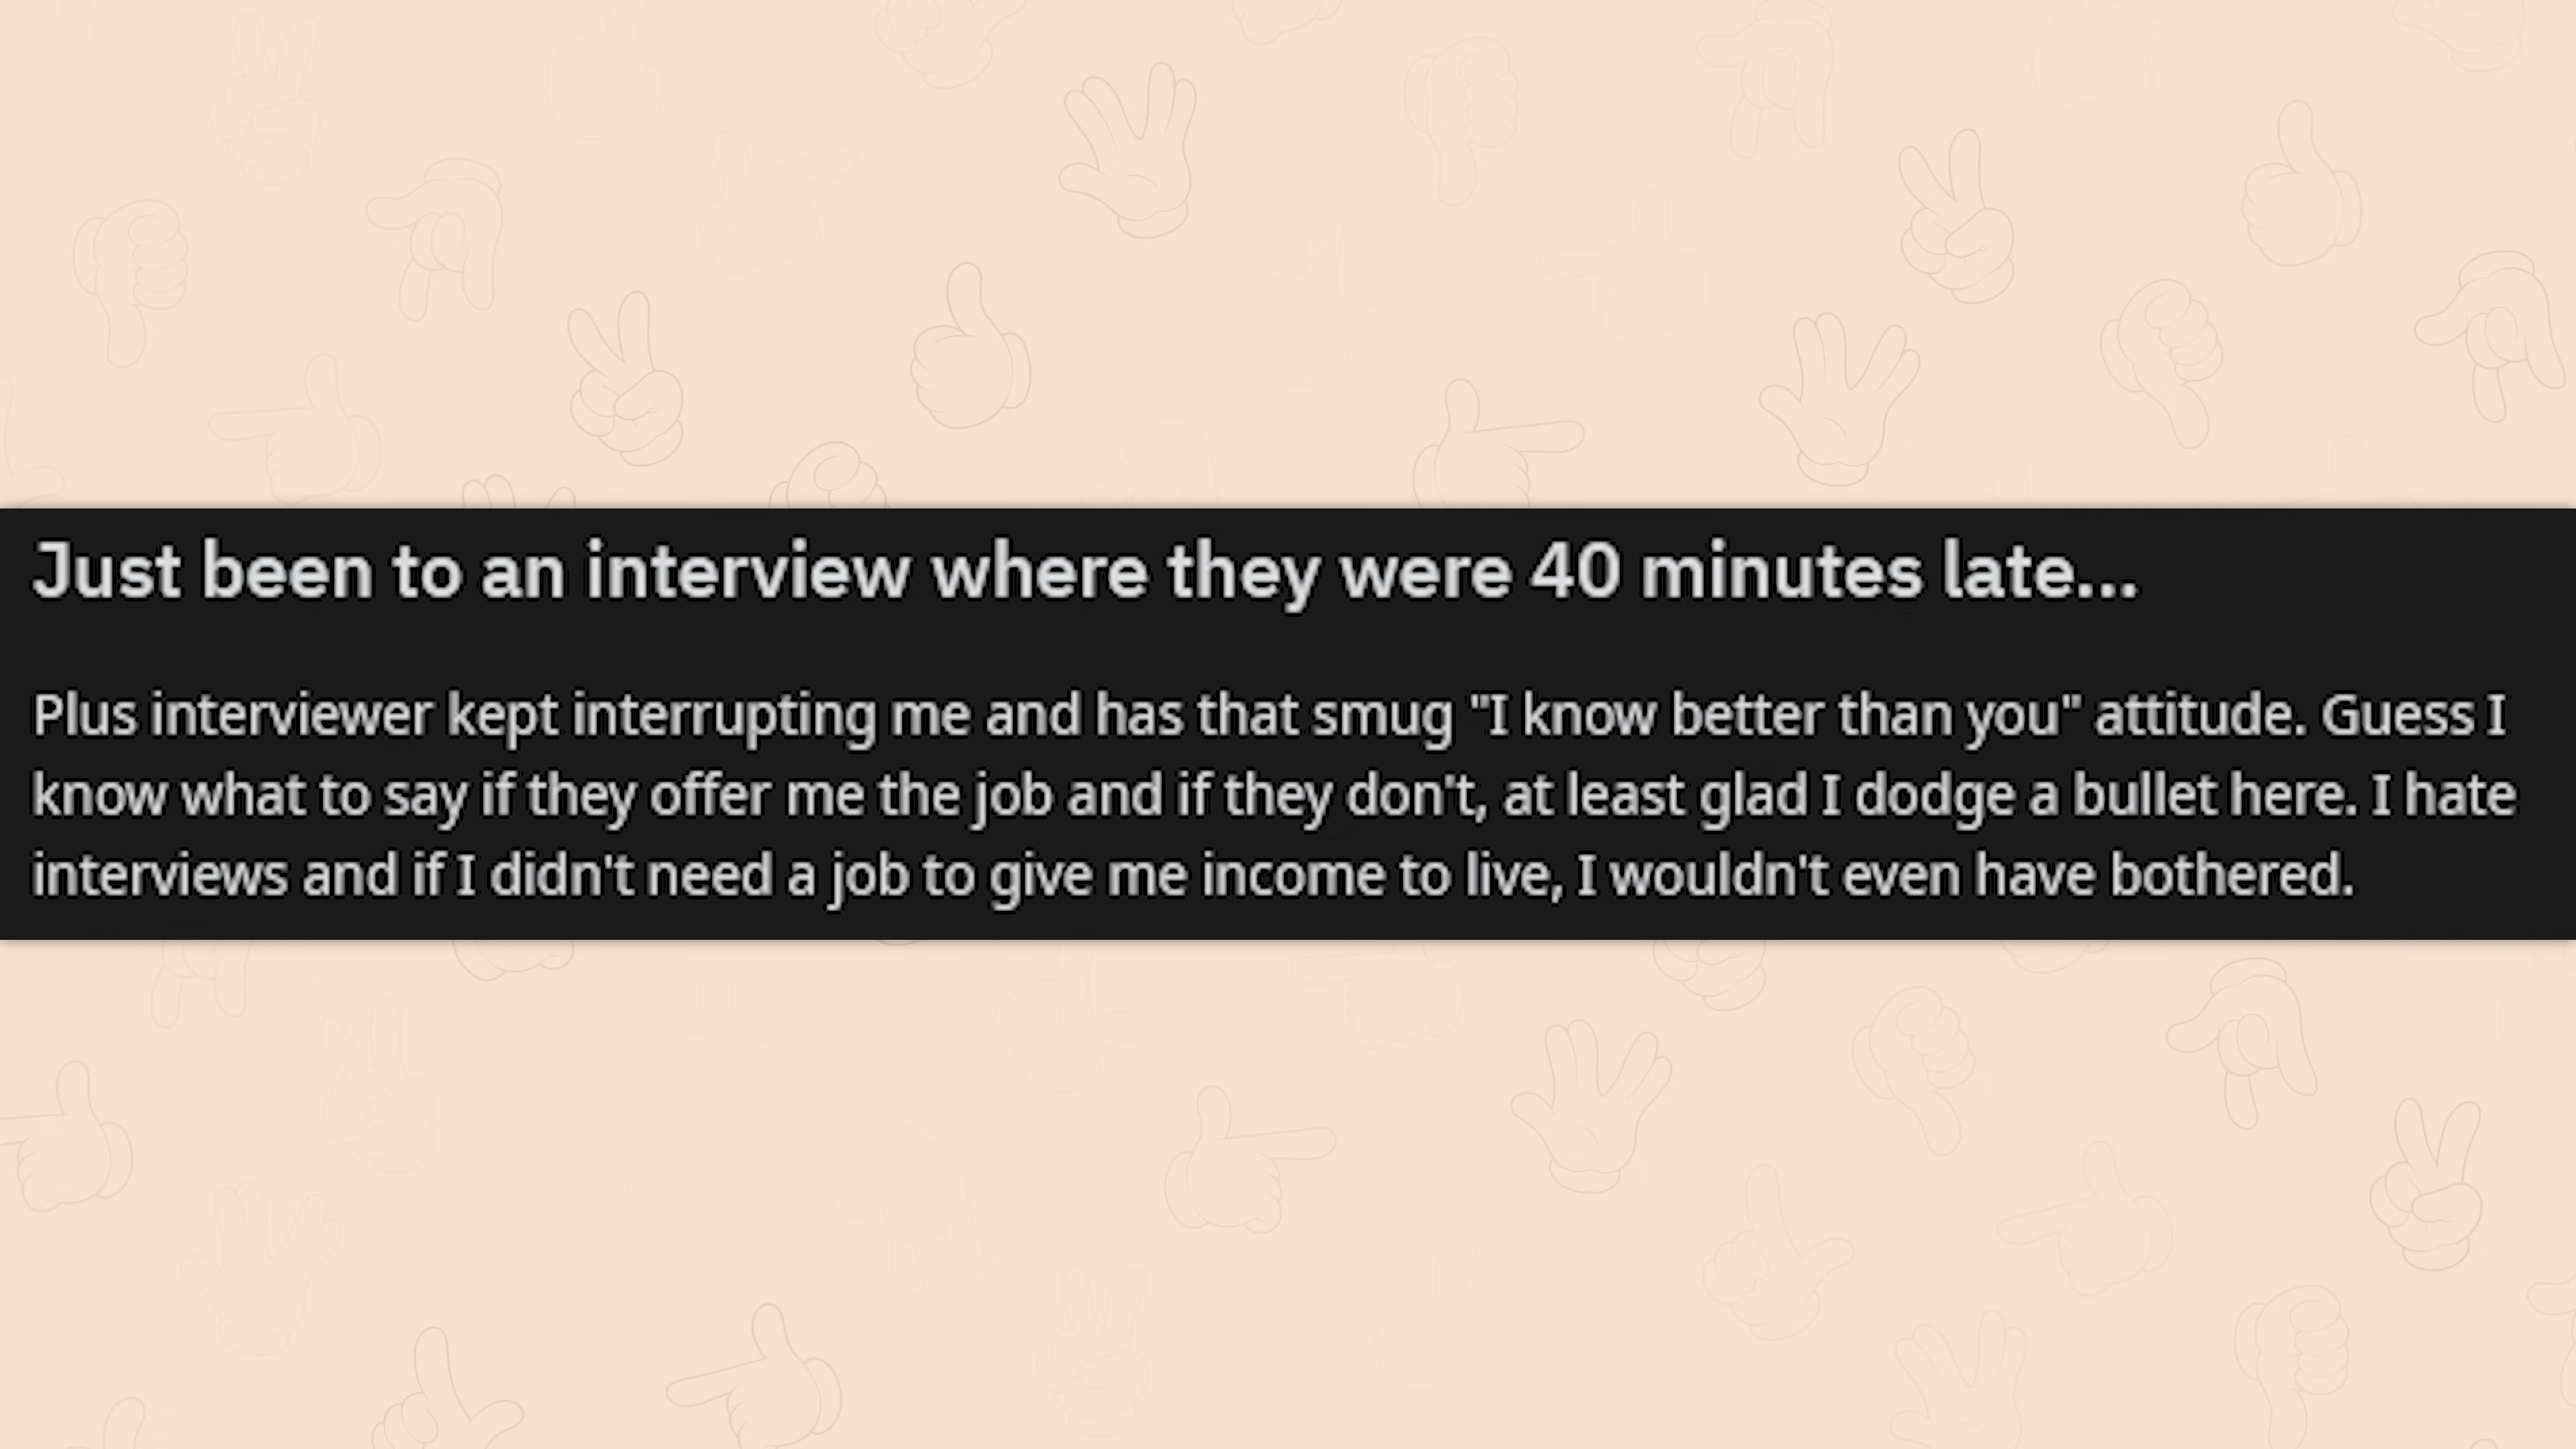 Just been to an interview where they were 40 minutes late...
Plus interviewer kept interrupting me and has that smug "I know better than you" attitude. Guess I
know what to say if they offer me the job and if they don't, at least glad I dodge a bullet here. I hate
interviews and if I didn't need a job to give me income to live, I wouldn't even have bothered.